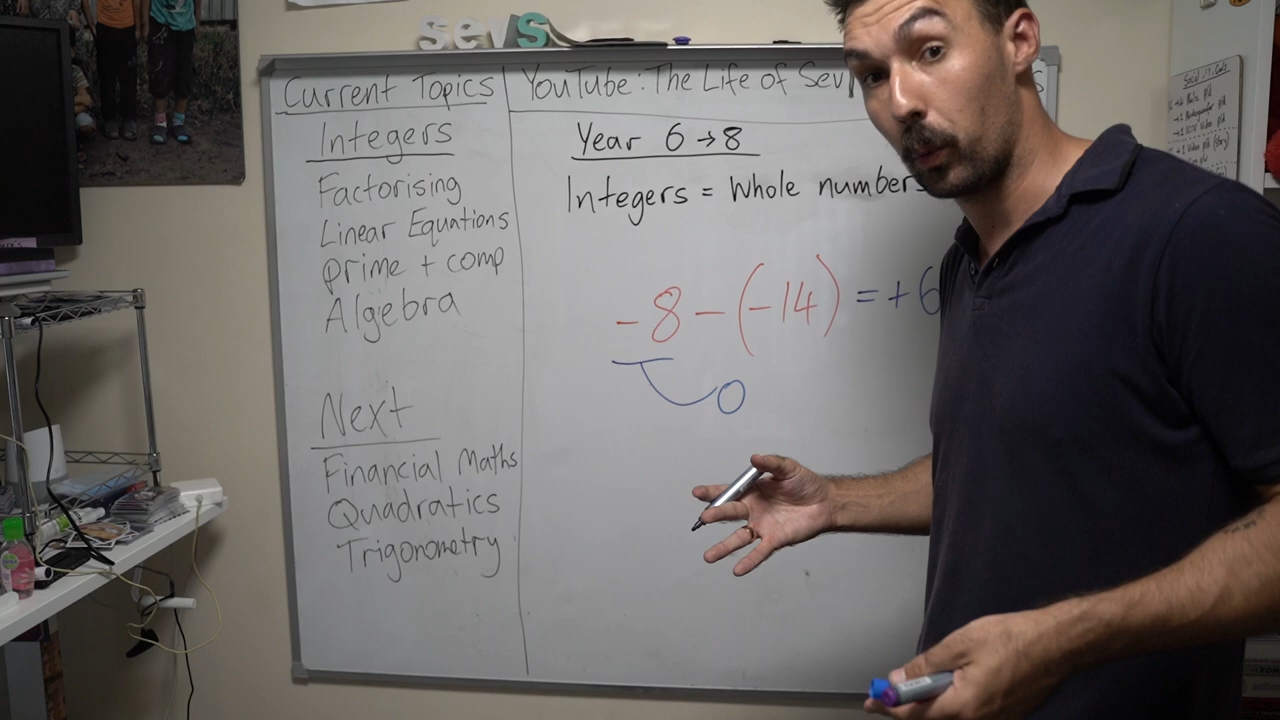 sevs
Current Topics
Integers
Factorising
Linear Equations
prime + comp
Algebra
Next
Financial Maths
Quadratics
Trigonometry
YouTube: The Life of Sev
Year 6 → 8
Integers = Whole numbers
-8 - (-14) = +6
0